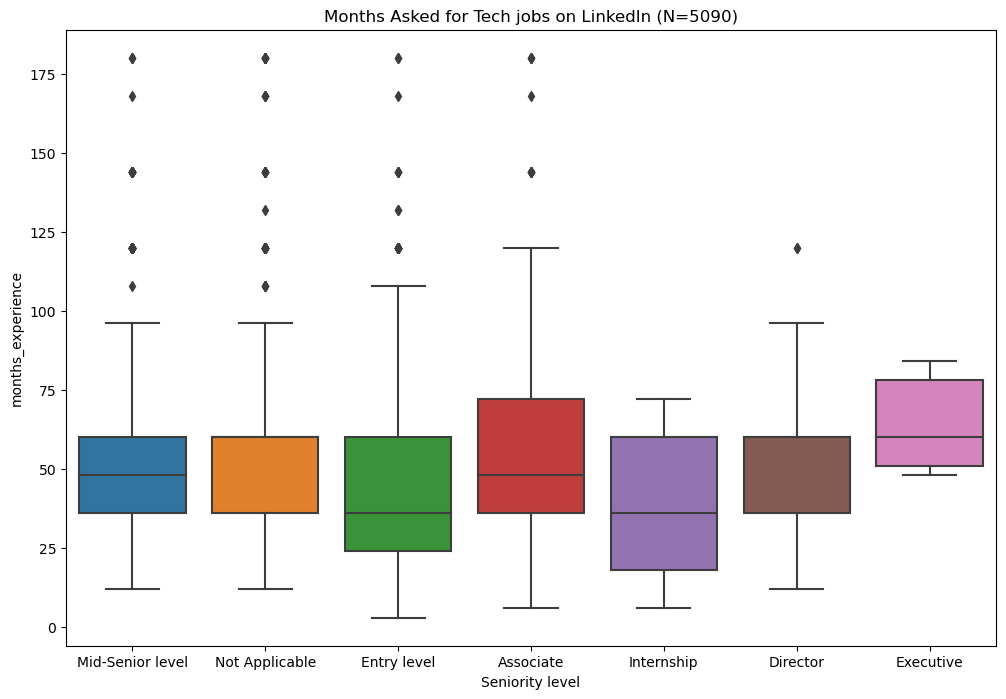 Months Asked for Tech jobs on LinkedIn (N=5090)
175
150
125
100
75
50
25
0
months_experience
Mid-Senior level Not Applicable Entry level Associate Internship Director Executive
Seniority level